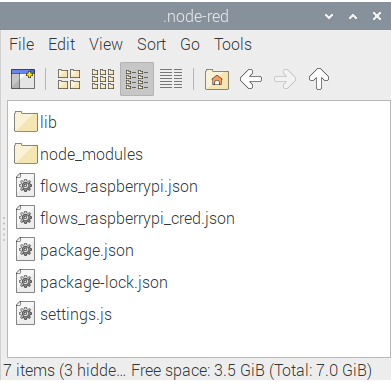 .node-red
File Edit View Sort Go Tools
lib
node_modules
flows_raspberrypi.json
flows_raspberrypi_cred.json
package.json
package-lock.json
settings.js
7 items (3 hidde… Free space: 3.5 GiB (Total: 7.0 GiB)